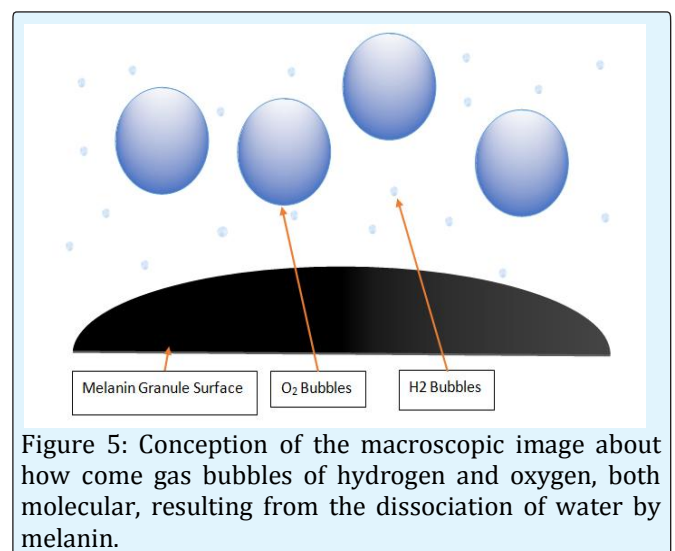 Melanin Granule Surface
O₂ Bubbles
H2 Bubbles
Figure 5: Conception of the macroscopic image about
how come gas bubbles of hydrogen and oxygen, both
molecular, resulting from the dissociation of water by
melanin.